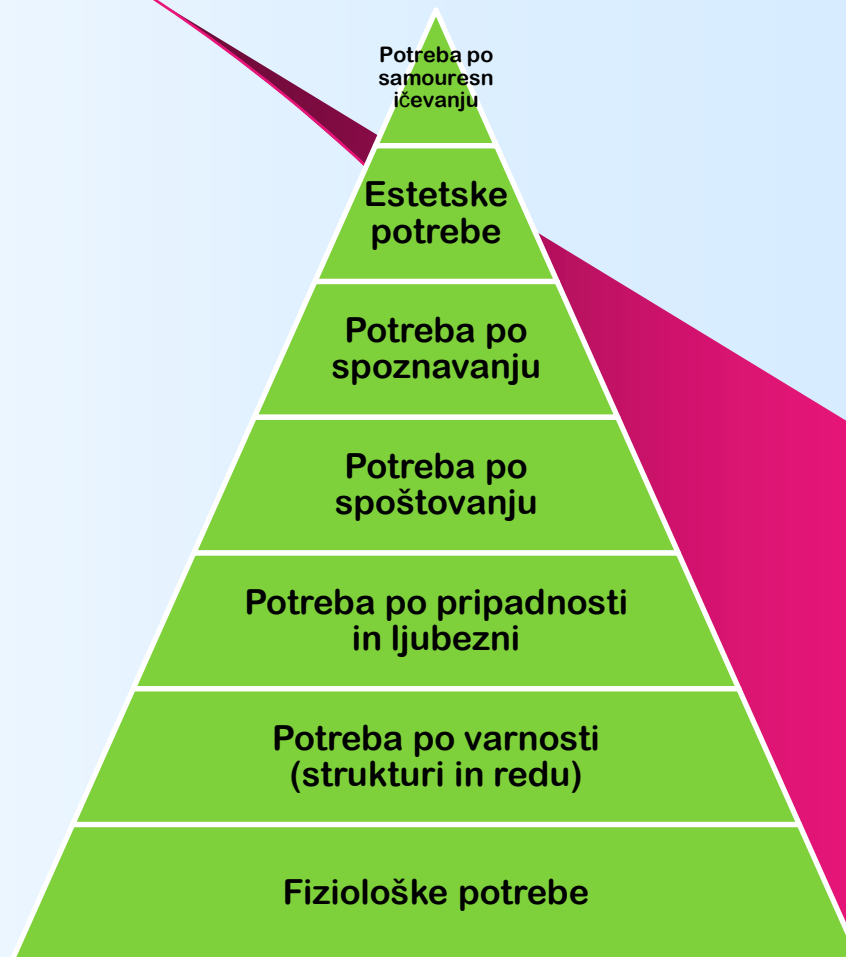 Potreba po
samouresn
ičevanju
Estetske
potrebe
Potreba po
spoznavanju
Potreba po
spoštovanju
Potreba po pripadnosti
in ljubezni
Potreba po varnosti
(strukturi in redu)
Fiziološke potrebe